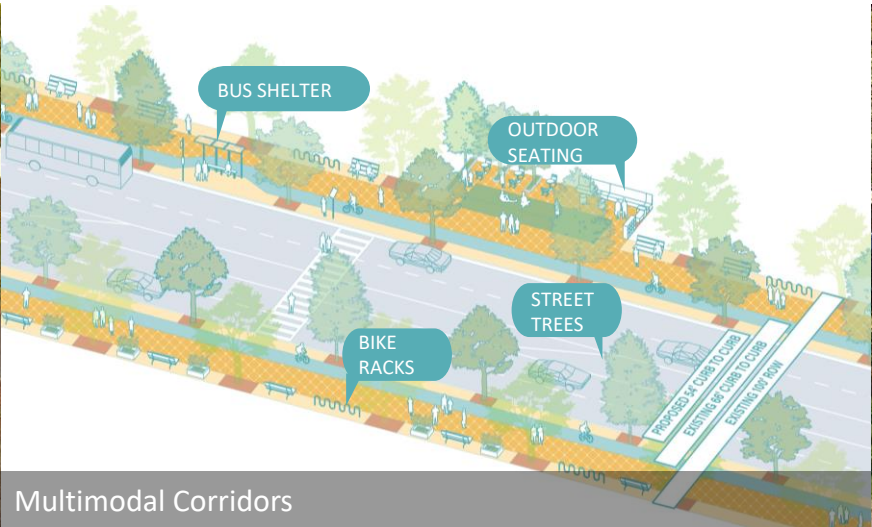 BUS SHELTER
OUTDOOR
SEATING
STREET
TREES
BIKE
RACKS
PROPOSED 54' CURB TO CURB
EXISTING 66' CURB TO CURB
EXISTING 100' ROW
Multimodal Corridors